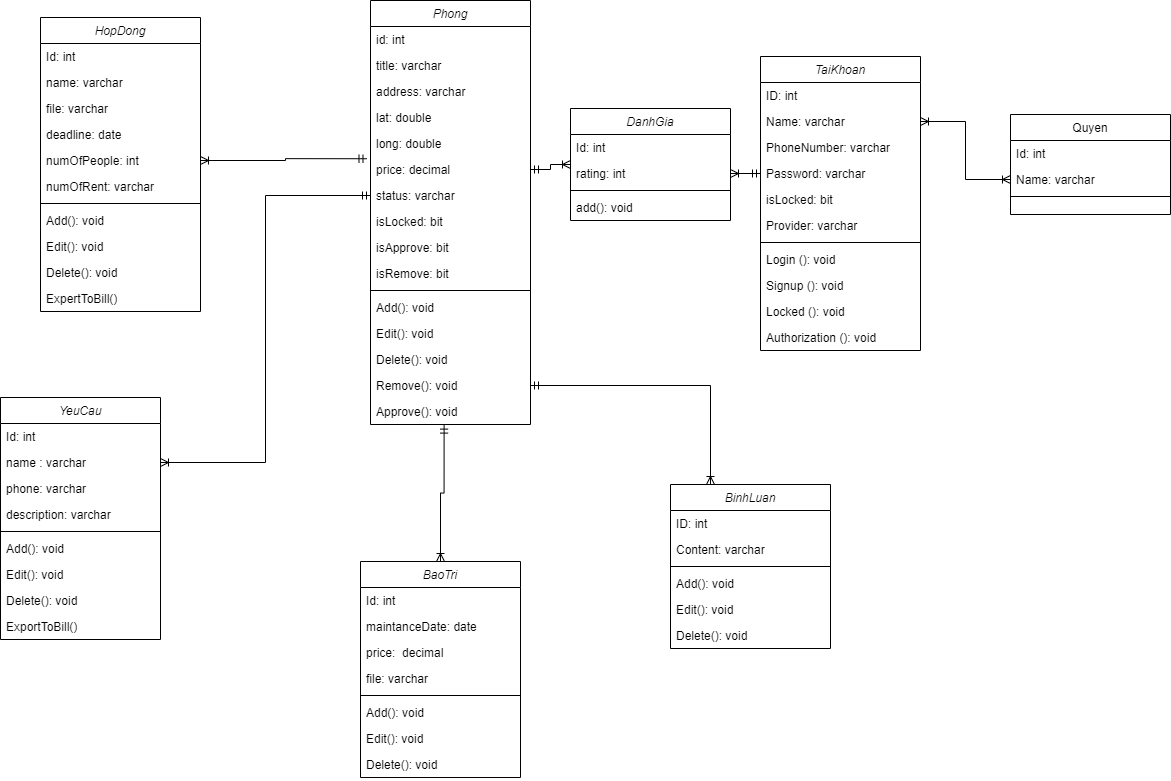 HopDong
Id: int
name: varchar
file: varchar
deadline: date
numOfPeople: int
numOfRent: varchar
Add(): void
Edit(): void
Delete(): void
ExpertToBill()
Phong
id: int
title: varchar
address: varchar
lat: double
long: double
price: decimal
status: varchar
isLocked: bit
isApprove: bit
isRemove: bit
Add(): void
Edit(): void
Delete(): void
Remove(): void
Approve(): void
DanhGia
Id: int
rating: int
add(): void
TaiKhoan
ID: int
Name: varchar
PhoneNumber: varchar
Password: varchar
isLocked: bit
Provider: varchar
Login (): void
Signup (): void
Locked (): void
Authorization (): void
Quyen
Id: int
Name: varchar
YeuCau
Id: int
name : varchar
phone: varchar
description: varchar
Add(): void
Edit(): void
Delete(): void
ExportToBill()
BaoTri
Id: int
maintanceDate: date
price:  decimal
file: varchar
Add(): void
Edit(): void
Delete(): void
BinhLuan
ID: int
Content: varchar
Add(): void
Edit(): void
Delete(): void